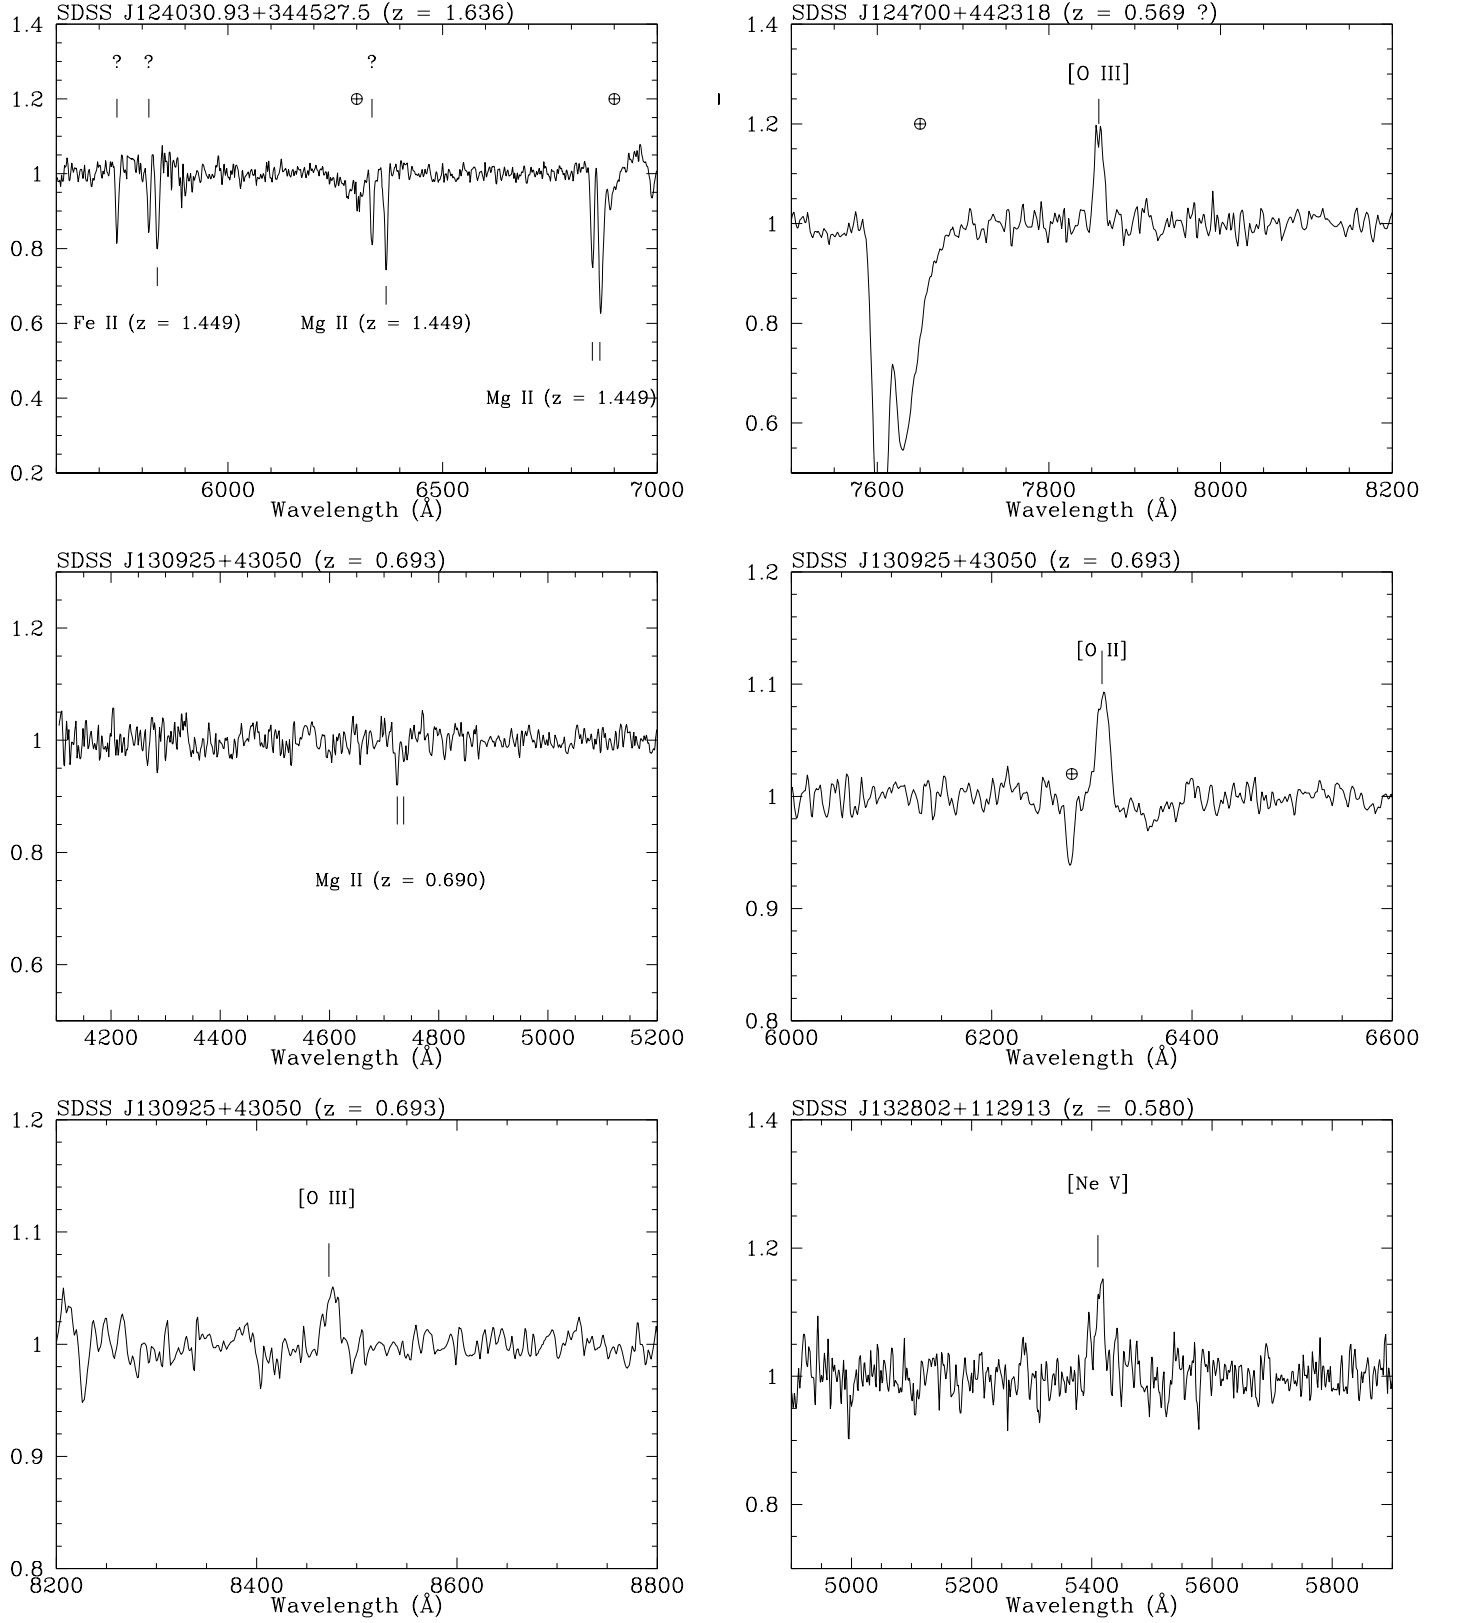 SDSS J124030.93+344527.5 (z = 1.636)
1.4
? ? ?
1.2
1
0.8
Fe II (z = 1.449) Mg II (z = 1.449)
0.6
Mg II (z = 1.449)
0.4
0.2
6000 6500 7000
Wavelength (Å)
SDSS J124700+442318 (z = 0.569 ?)
1.4
[O III]
1.2
1
0.8
0.6
7600 7800 8000 8200
Wavelength (Å)
SDSS J130925+43050 (z = 0.693)
1.2
1
0.8
Mg II (z = 0.690)
0.6
4200 4400 4600 4800 5000 5200
Wavelength (Å)
SDSS J130925+43050 (z = 0.693)
1.2
[O II]
1.1
1
0.9
0.8
6000 6200 6400 6600
Wavelength (Å)
SDSS J130925+43050 (z = 0.693)
1.2
[O III]
1.1
1
0.9
0.8
8200 8400 8600 8800
Wavelength (Å)
SDSS J132802+112913 (z = 0.580)
1.4
[Ne V]
1.2
1
0.8
5000 5200 5400 5600 5800
Wavelength (Å)